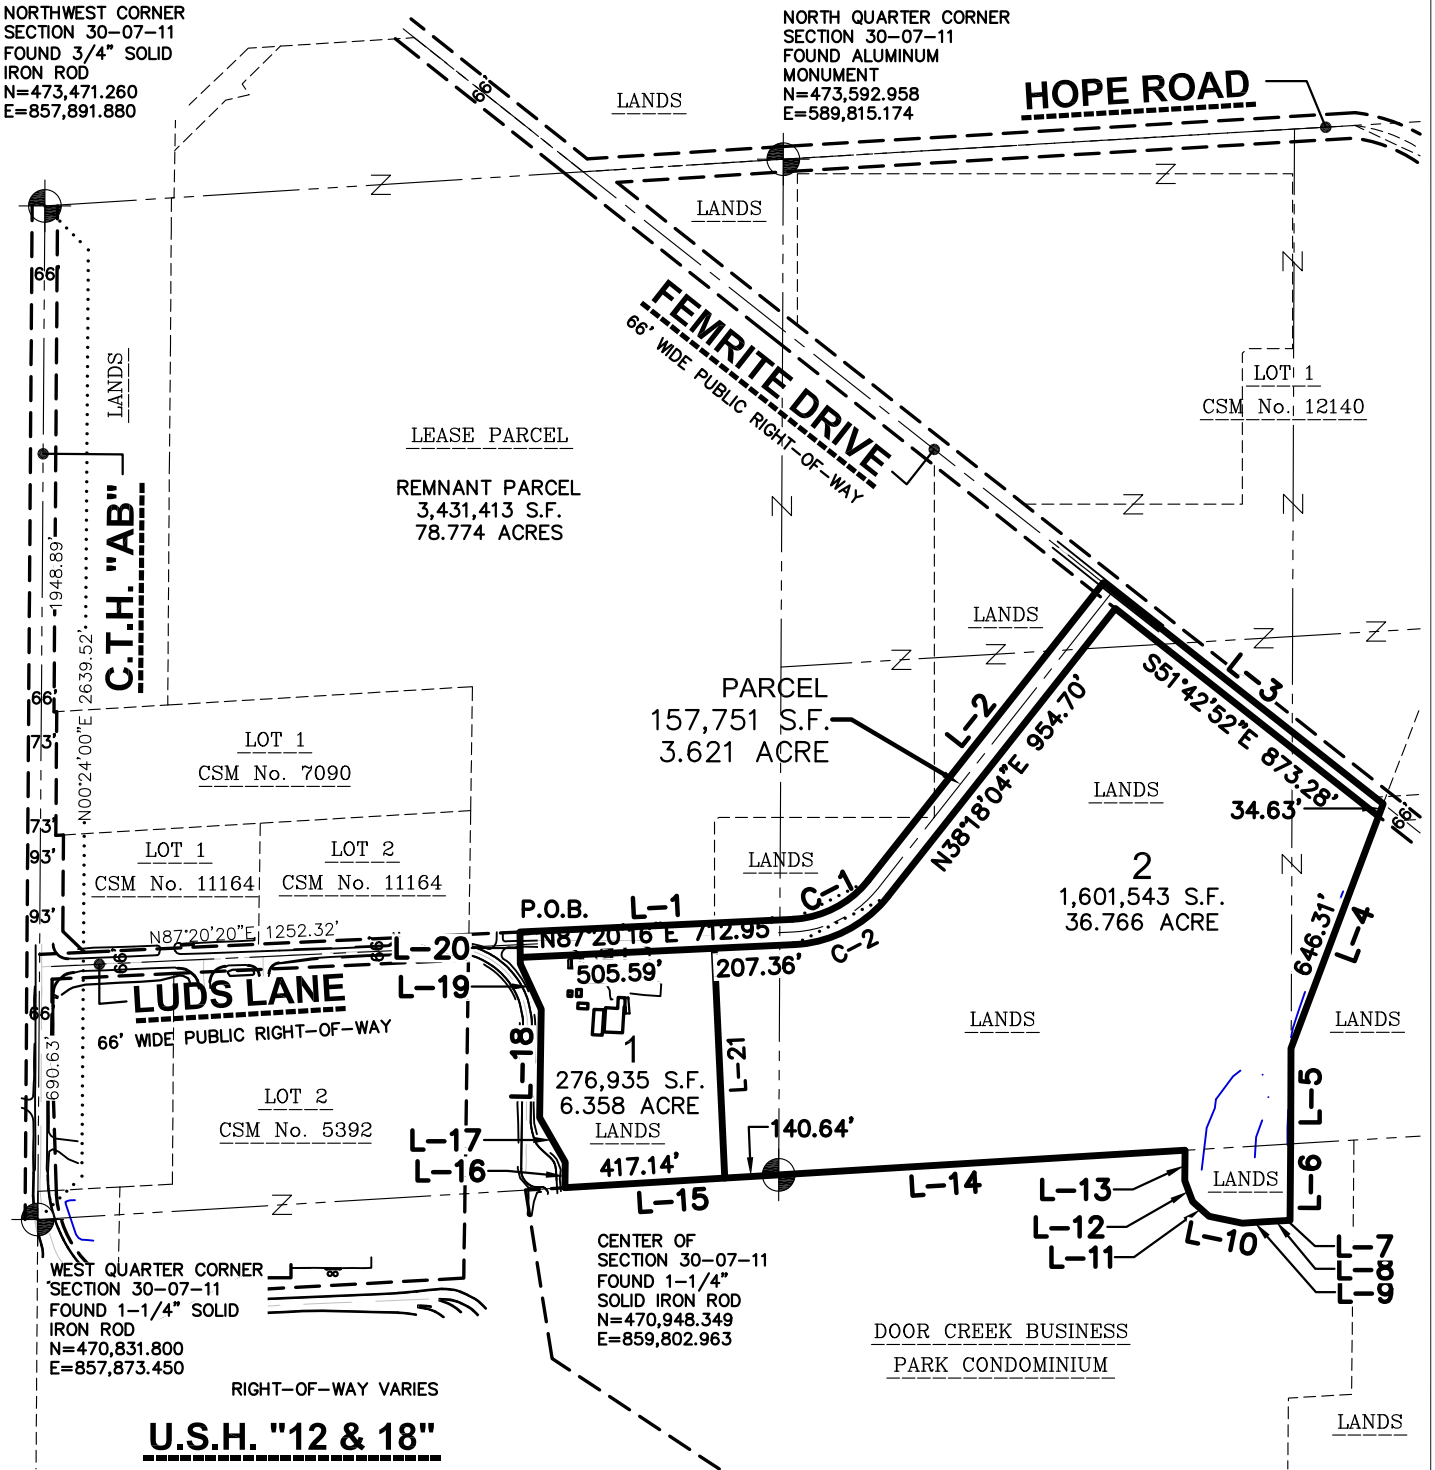 NORTHWEST CORNER
SECTION 30-07-11
FOUND 3/4" SOLID
IRON ROD
N=473,471.260
E=857,891.880
NORTH QUARTER CORNER
SECTION 30-07-11
FOUND ALUMINUM
MONUMENT
N=473,592.958
E=589,815.174
HOPE ROAD
66'
LANDS
LANDS
66'
LANDS
FEMRITE DRIVE
66' WIDE PUBLIC RIGHT-OF-WAY
LOT 1
CSM No. 12140
LEASE PARCEL
REMNANT PARCEL
3,431,413 S.F.
78.774 ACRES
C.T.H. "AB"
1948.89'
N00°24'00"E 2639.52'
LANDS
PARCEL
157,751 S.F.
3.621 ACRE
L-2
N38°18'04"E 954.70'
L-3
S51°42'52"E 873.28'
34.63'
66'
66'
73'
73'
93'
93'
LOT 1
CSM No. 7090
LOT 1
CSM No. 11164
LOT 2
CSM No. 11164
LANDS
LANDS
2
1,601,543 S.F.
36.766 ACRE
646.31'
L-4
P.O.B.
L-1
C-1
C-2
N87°20'16"E 712.95'
N87°20'20"E 1252.32'
66'
66'
L-20
L-19
505.59'
207.36'
LUDS LANE
66' WIDE PUBLIC RIGHT-OF-WAY
66'
690.63'
L-18
1
276,935 S.F.
6.358 ACRE
LANDS
L-21
LANDS
LANDS
L-5
LOT 2
CSM No. 5392
L-17
L-16
417.14'
140.64'
L-15
L-14
L-13
L-12
L-11
L-10
LANDS
L-6
L-7
L-8
L-9
WEST QUARTER CORNER
SECTION 30-07-11
FOUND 1-1/4" SOLID
IRON ROD
N=470,831.800
E=857,873.450
CENTER OF
SECTION 30-07-11
FOUND 1-1/4"
SOLID IRON ROD
N=470,948.349
E=859,802.963
DOOR CREEK BUSINESS
PARK CONDOMINIUM
RIGHT-OF-WAY VARIES
U.S.H. "12 & 18"
LANDS